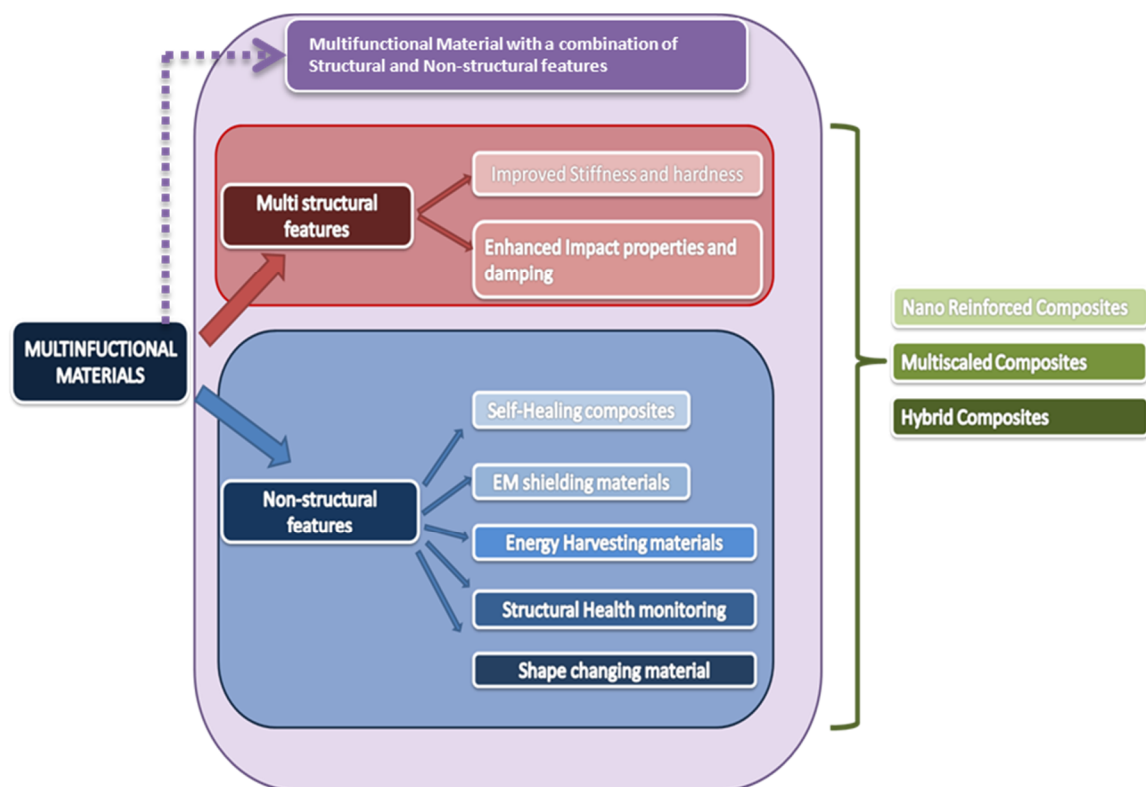 Multifunctional Material with a combination of
Structural and Non-structural features
Multi structural
features
Improved Stiffness and hardness
Enhanced Impact properties and
damping
MULTINFUCTIONAL
MATERIALS
Non-structural
features
Self-Healing composites
EM shielding materials
Energy Harvesting materials
Structural Health monitoring
Shape changing material
Nano Reinforced Composites
Multiscaled Composites
Hybrid Composites